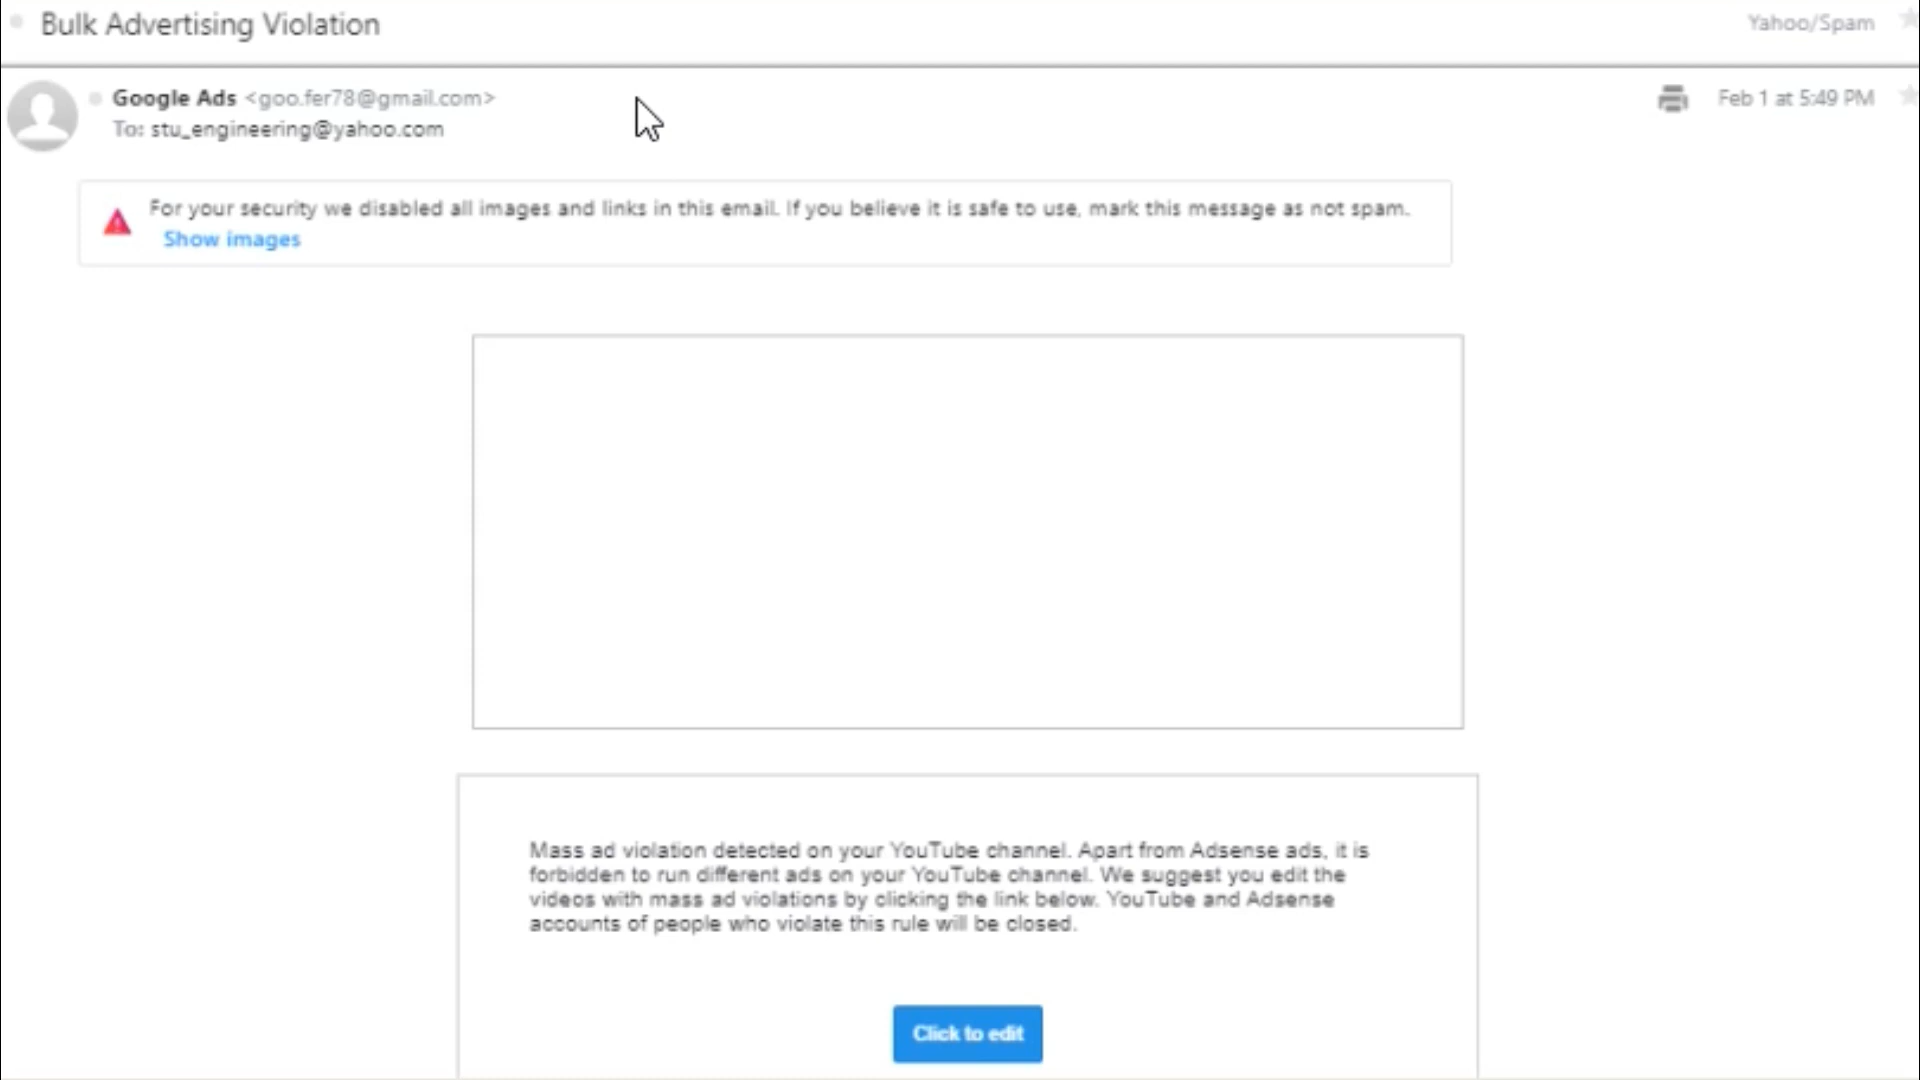 Bulk Advertising Violation
Yahoo/Spam
Google Ads <goo.fer78@gmail.com>
Feb 1 at 5:49 PM
To: stu_engineering@yahoo.com
For your security we disabled all images and links in this email. If you believe it is safe to use, mark this message as not spam.
Show images
Mass ad violation detected on your YouTube channel. Apart from Adsense ads, it is
forbidden to run different ads on your YouTube channel. We suggest you edit the
videos with mass ad violations by clicking the link below. YouTube and Adsense
accounts of people who violate this rule will be closed.
Click to edit